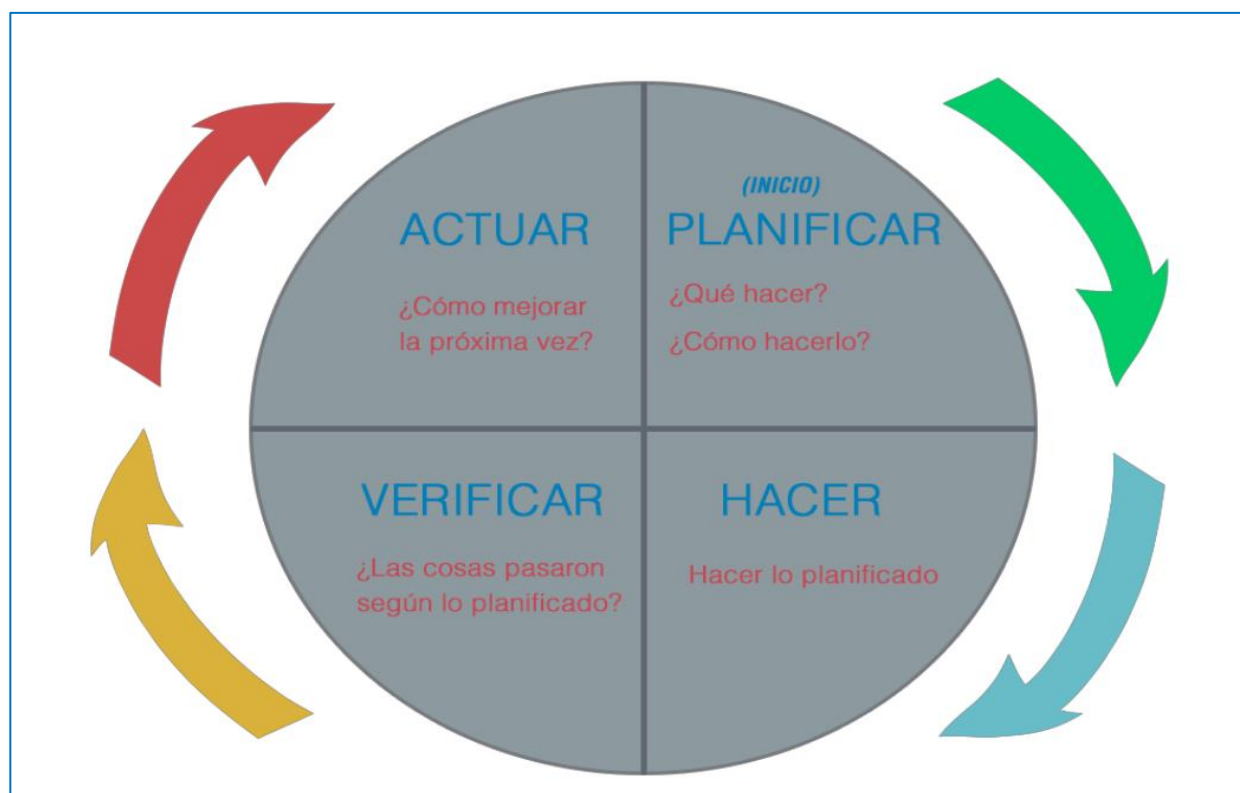 ACTUAR
¿Cómo mejorar
la próxima vez?
(INICIO)
PLANIFICAR
¿Qué hacer?
¿Cómo hacerlo?
VERIFICAR
¿Las cosas pasaron
según lo planificado?
HACER
Hacer lo planificado